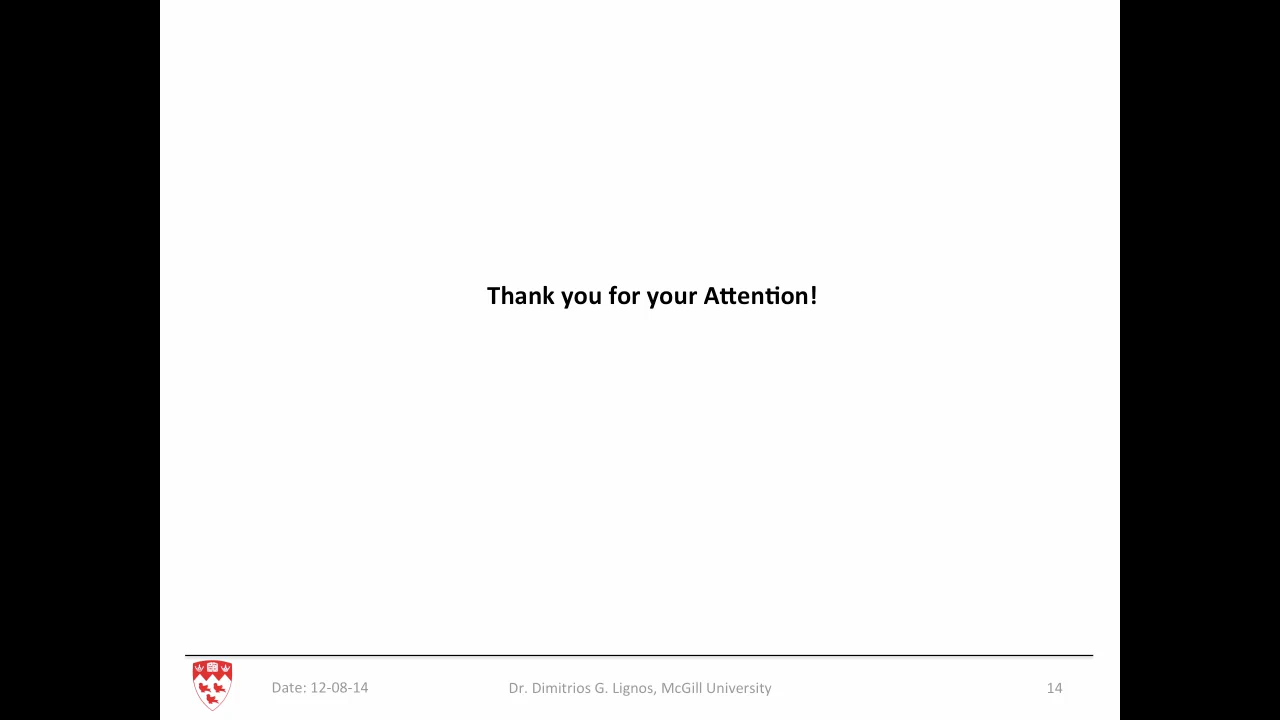 Thank you for your Attention!
Date: 12-08-14
Dr. Dimitrios G. Lignos, McGill University
14